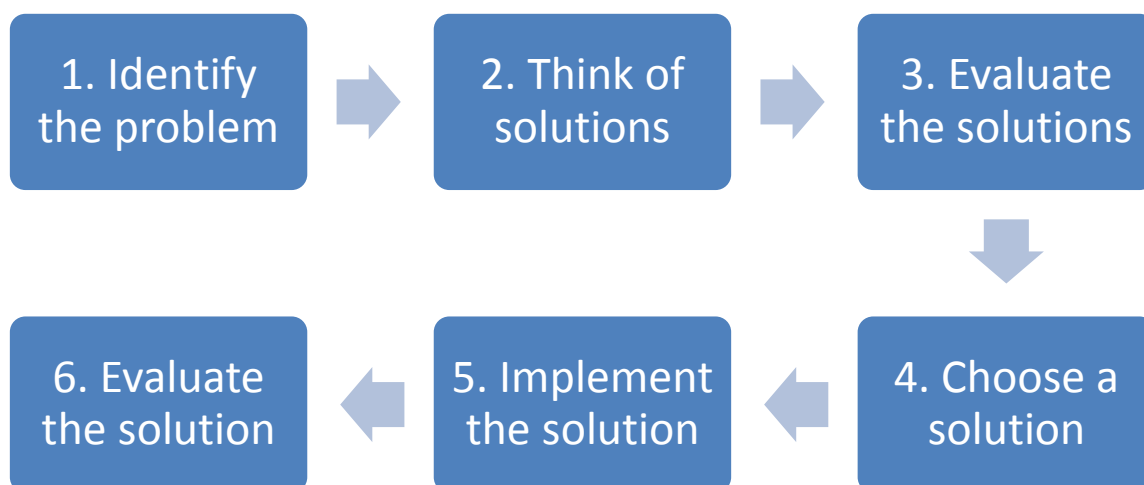 1. Identify
the problem
2. Think of
solutions
3. Evaluate
the solutions
4. Choose a
solution
5. Implement
the solution
6. Evaluate
the solution